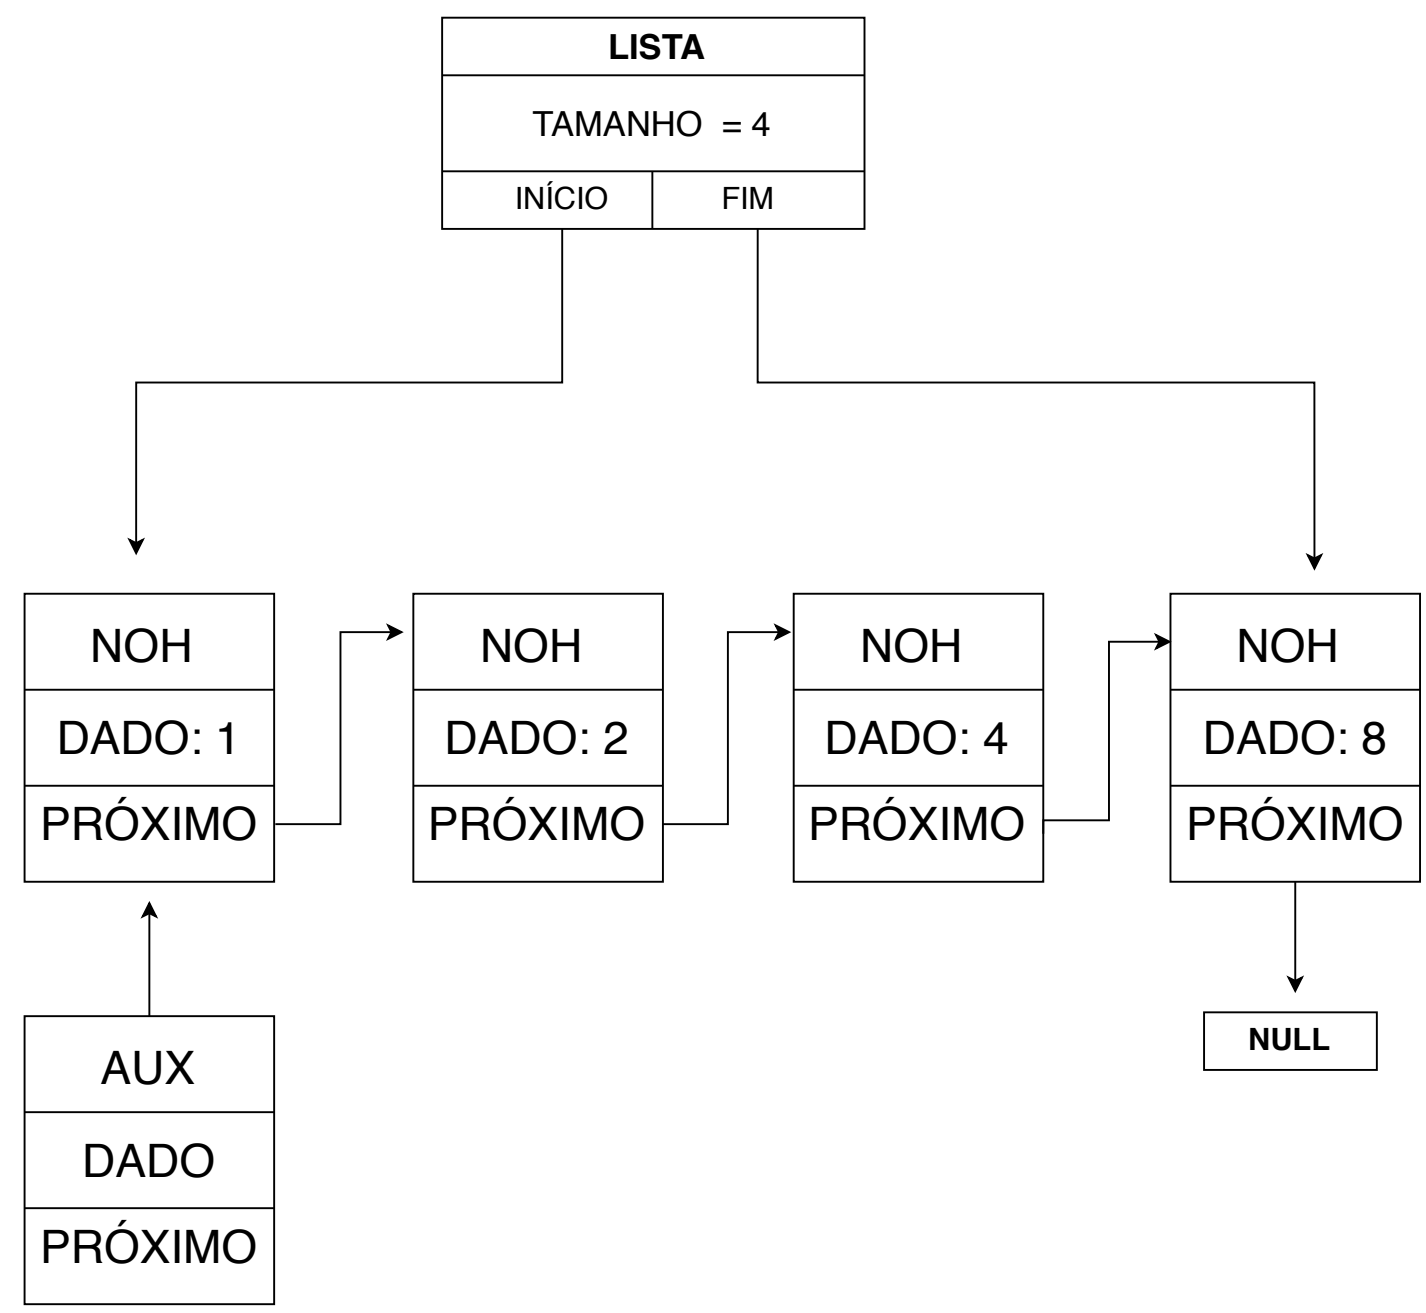 LISTA
TAMANHO = 4
INÍCIO FIM
NOH NOH NOH NOH
DADO: 1 DADO: 2 DADO: 4 DADO: 8
PRÓXIMO PRÓXIMO PRÓXIMO PRÓXIMO
AUX
NULL
DADO
PRÓXIMO